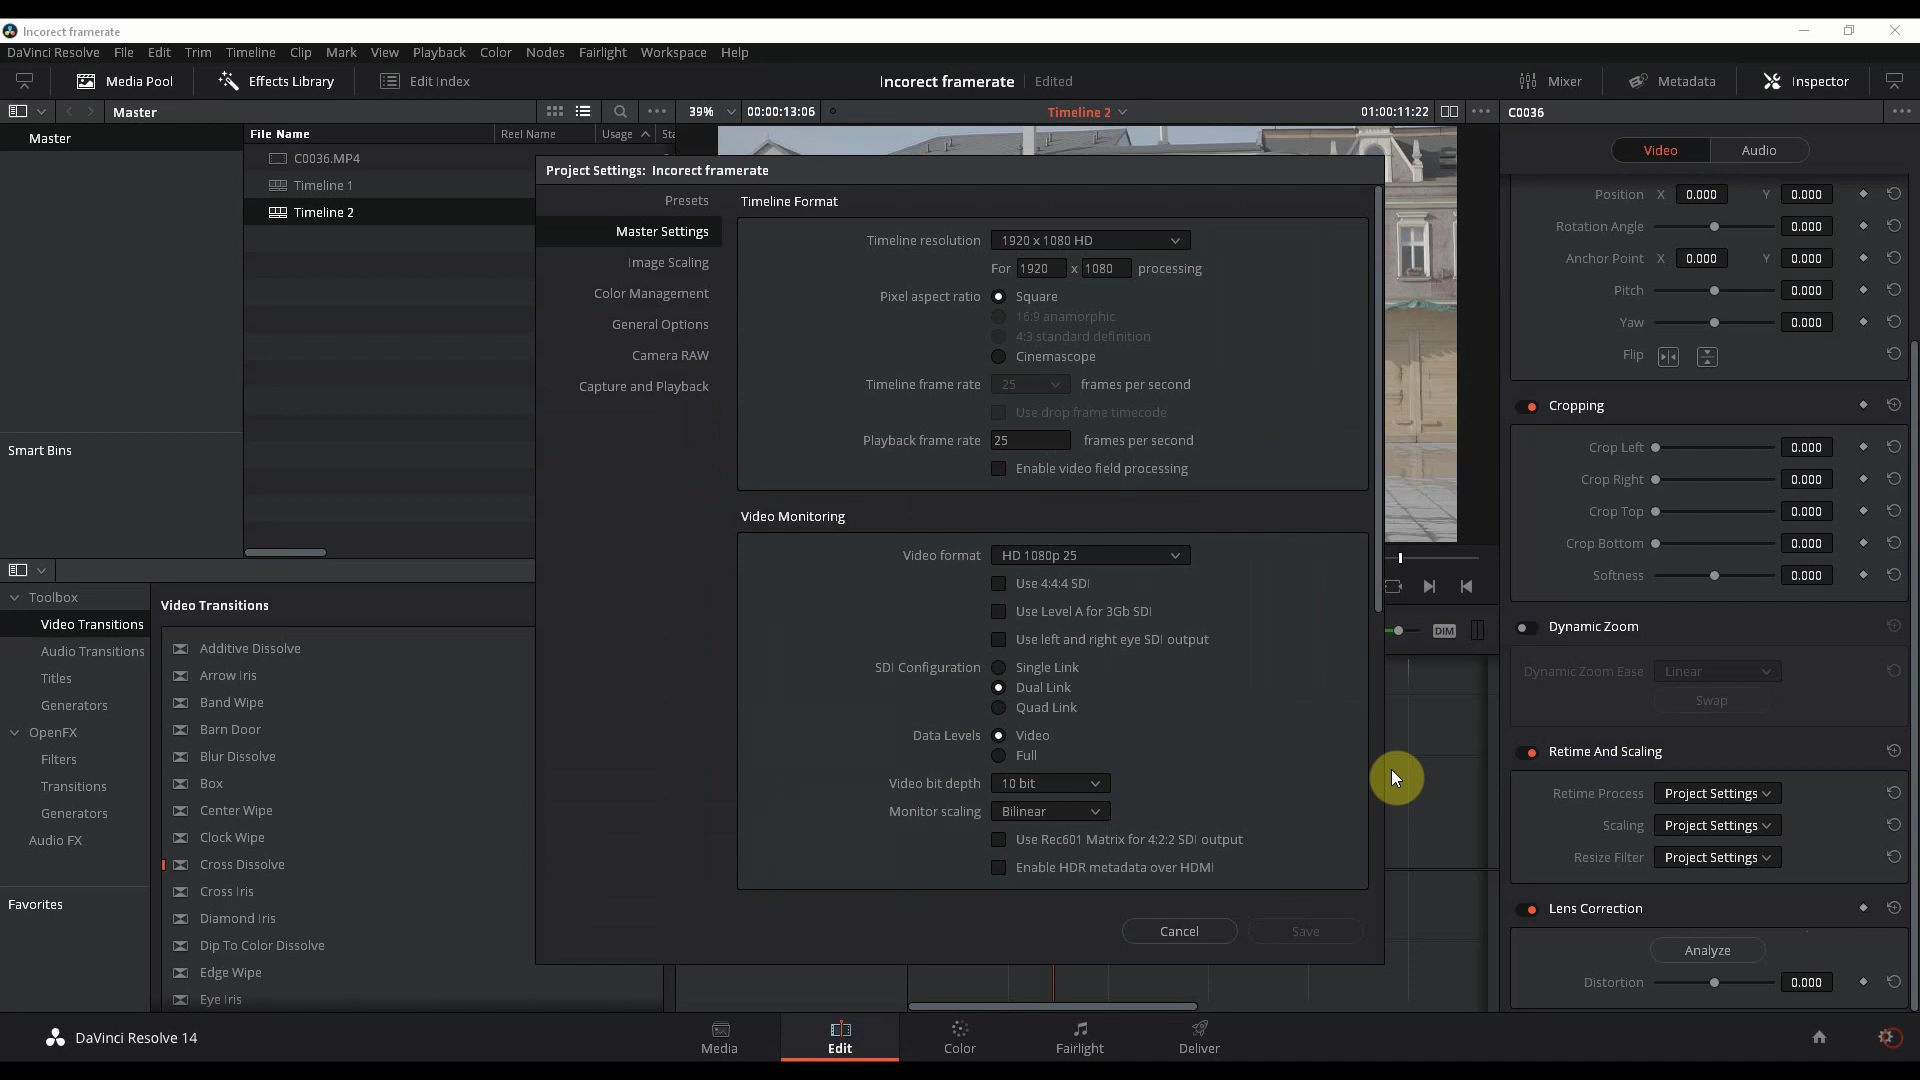 Incorect framerate
DaVinci Resolve File Edit Trim Timeline Clip Mark View Playback Color Nodes Fairlight Workspace Help
Media Pool Effects Library Edit Index Incorect framerate Edited Mixer Metadata Inspector
Master 39% 00:00:13:06 Timeline 2 01:00:11:22 C0036
Master
File Name Reel Name Usage Sta
C0036.MP4
Timeline 1
Timeline 2
Smart Bins
Toolbox
Video Transitions
Audio Transitions
Titles
Generators
OpenFX
Filters
Transitions
Generators
Audio FX
Favorites
Video Transitions
Additive Dissolve
Arrow Iris
Band Wipe
Barn Door
Blur Dissolve
Box
Center Wipe
Clock Wipe
Cross Dissolve
Cross Iris
Diamond Iris
Dip To Color Dissolve
Edge Wipe
Eye Iris
Project Settings: Incorect framerate
Presets
Master Settings
Image Scaling
Color Management
General Options
Camera RAW
Capture and Playback
Timeline Format
Timeline resolution 1920 x 1080 HD
For 1920 x 1080 processing
Pixel aspect ratio Square
16:9 anamorphic
4:3 standard definition
Cinemascope
Timeline frame rate 25 frames per second
Use drop frame timecode
Playback frame rate 25 frames per second
Enable video field processing
Video Monitoring
Video format HD 1080p 25
Use 4:4:4 SDI
Use Level A for 3Gb SDI
Use left and right eye SDI output
SDI Configuration Single Link
Dual Link
Quad Link
Data Levels Video
Full
Video bit depth 10 bit
Monitor scaling Bilinear
Use Rec601 Matrix for 4:2:2 SDI output
Enable HDR metadata over HDMI
Cancel Save
DIM
Video Audio
Position X 0.000 Y 0.000
Rotation Angle 0.000
Anchor Point X 0.000 Y 0.000
Pitch 0.000
Yaw 0.000
Flip
Cropping
Crop Left 0.000
Crop Right 0.000
Crop Top 0.000
Crop Bottom 0.000
Softness 0.000
Dynamic Zoom
Dynamic Zoom Ease Linear
Swap
Retime And Scaling
Retime Process Project Settings
Scaling Project Settings
Resize Filter Project Settings
Lens Correction
Analyze
Distortion 0.000
DaVinci Resolve 14 Media Edit Color Fairlight Deliver